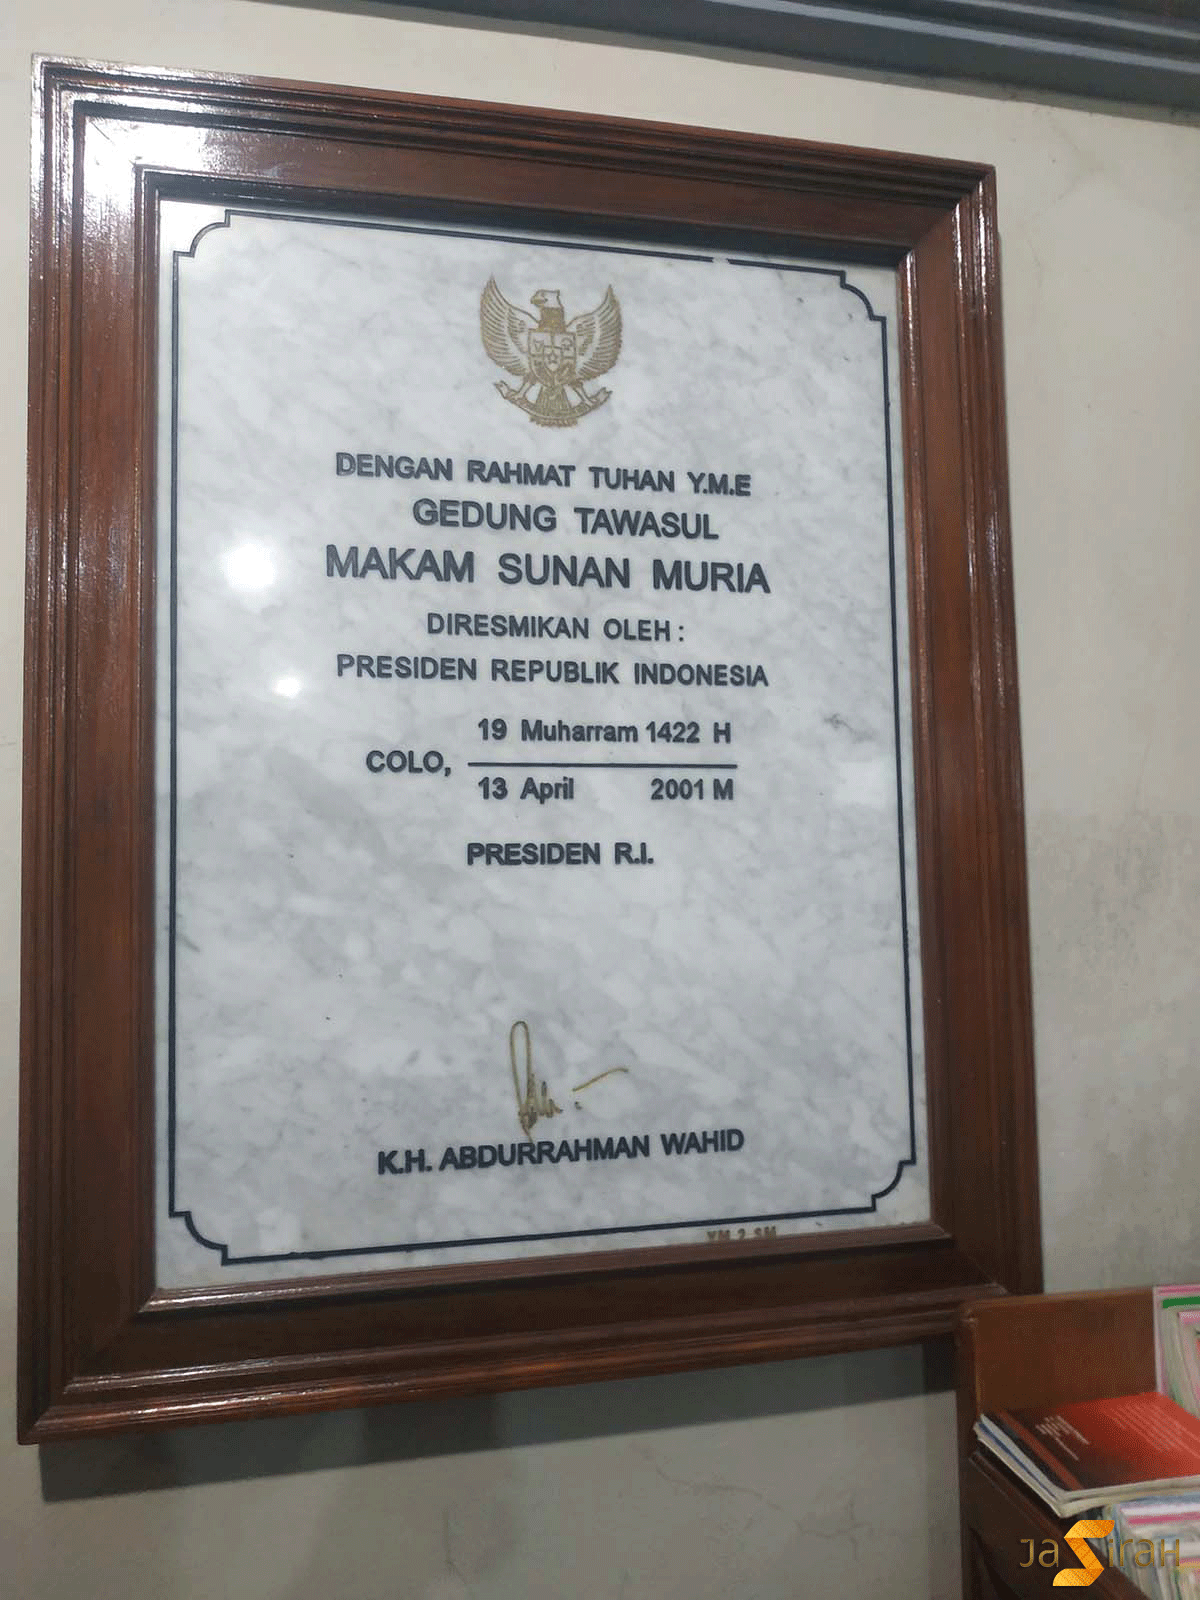 DENGAN RAHMAT TUHAN Y.M.E
GEDUNG TAWASUL
MAKAM SUNAN MURIA
DIRESMIKAN OLEH :
PRESIDEN REPUBLIK INDONESIA
19 Muharram 1422 H
COLO,
13 April 2001 M
PRESIDEN R.I.
K.H. ABDURRAHMAN WAHID
JaSirah